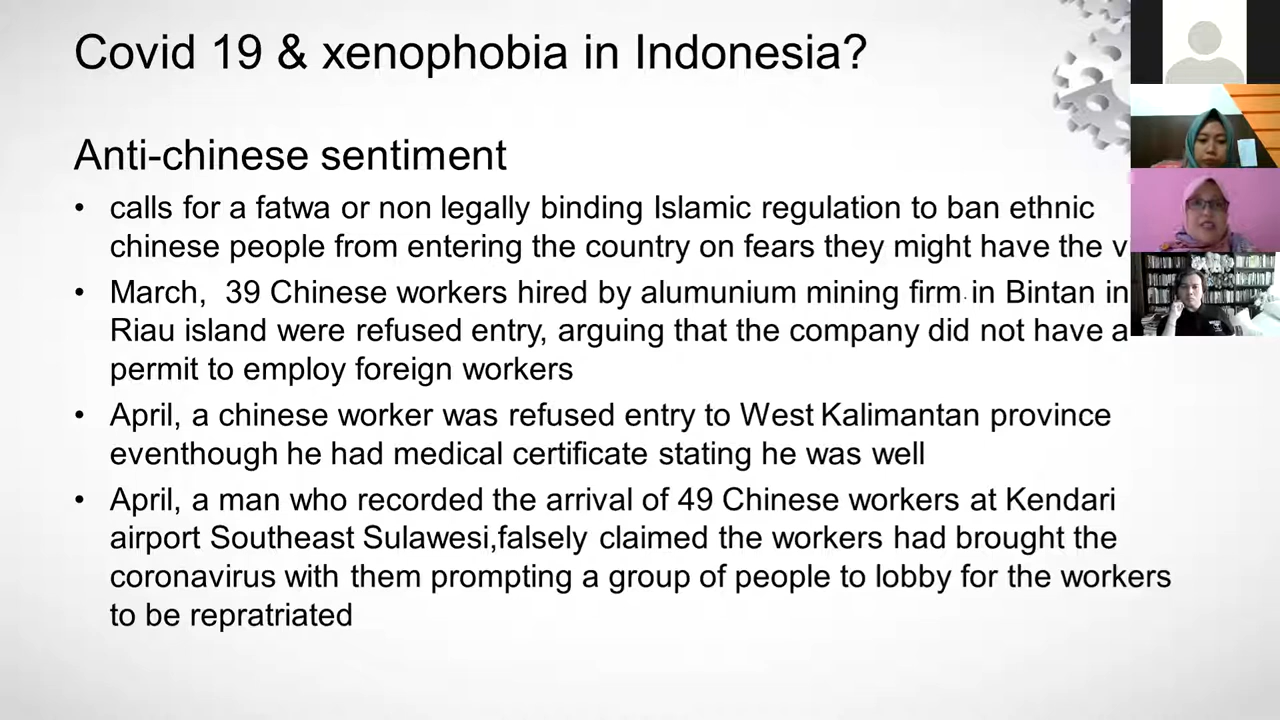 Covid 19 & xenophobia in Indonesia?
Anti-chinese sentiment
• calls for a fatwa or non legally binding Islamic regulation to ban ethnic
chinese people from entering the country on fears they might have the
• March, 39 Chinese workers hired by alumunium mining firm in Bintan in
Riau island were refused entry, arguing that the company did not have a
permit to employ foreign workers
• April, a chinese worker was refused entry to West Kalimantan province
eventhough he had medical certificate stating he was well
• April, a man who recorded the arrival of 49 Chinese workers at Kendari
airport Southeast Sulawesi,falsely claimed the workers had brought the
coronavirus with them prompting a group of people to lobby for the workers
to be repratriated